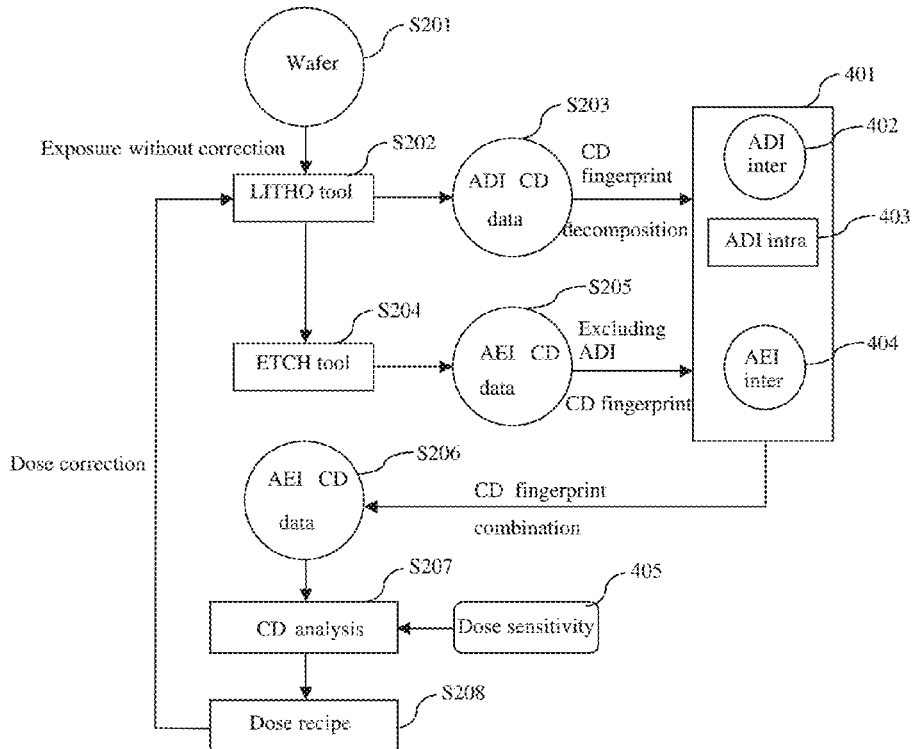 S201
Wafer
S203
401
402
Exposure without correction
S202
CD
fingerprint
ADI
inter
LITHO tool
ADI CD
data
decomposition
403
ADI intra
S204
S205
Excluding
ADI
404
ETCH tool
AEI CD
data
AEI
inter
CD fingerprint
Dose correction
S206
AEI CD
data
CD fingerprint
combination
S207
405
CD analysis
Dose sensitivity
S208
Dose recipe